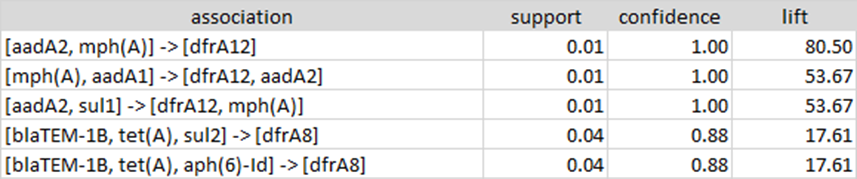 association support confidence lift
[aadA2, mph(A)] -> [dfrA12] 0.01 1.00 80.50
[mph(A), aadA1] -> [dfrA12, aadA2] 0.01 1.00 53.67
[aadA2, sul1] -> [dfrA12, mph(A)] 0.01 1.00 53.67
[blaTEM-1B, tet(A), sul2] -> [dfrA8] 0.04 0.88 17.61
[blaTEM-1B, tet(A), aph(6)-Id] -> [dfrA8] 0.04 0.88 17.61